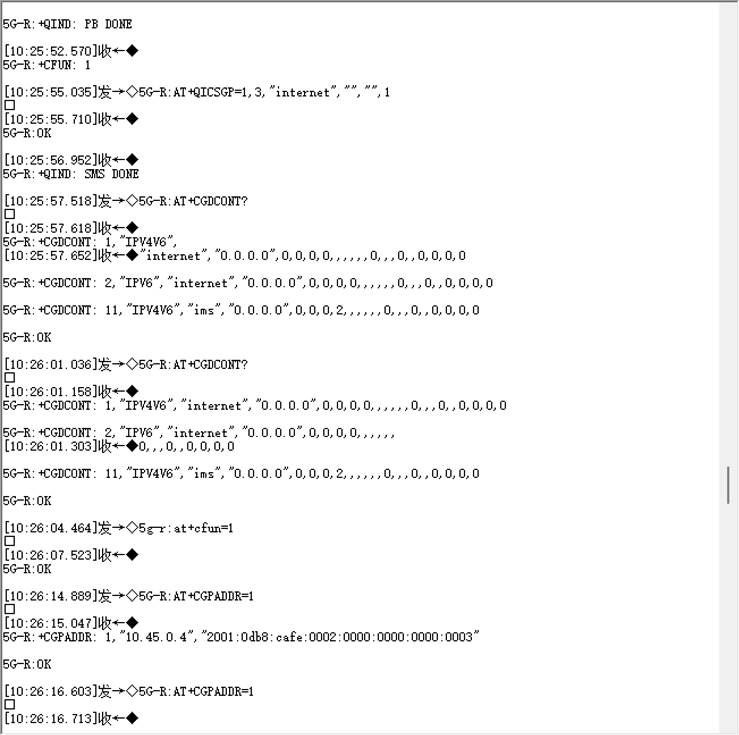 5G-R:+QIND: PB DONE
[10:25:52.570]收←◆
5G-R:+CFUN: 1
[10:25:55.035]发→◇5G-R:AT+QICSGP=1,3,"internet","","",1
□
[10:25:55.710]收←◆
5G-R:OK
[10:25:56.952]收←◆
5G-R:+QIND: SMS DONE
[10:25:57.518]发→◇5G-R:AT+CGDCONT?
□
[10:25:57.618]收←◆
5G-R:+CGDCONT: 1,"IPV4V6",
[10:25:57.652]收←◆"internet","0.0.0.0",0,0,0,0,,,,,,0,,,0,,0,0,0,0
5G-R:+CGDCONT: 2,"IPV6","internet","0.0.0.0",0,0,0,0,,,,,,0,,,0,,0,0,0,0
5G-R:+CGDCONT: 11,"IPV4V6","ims","0.0.0.0",0,0,0,2,,,,,,0,,,0,,0,0,0,0
5G-R:OK
[10:26:01.036]发→◇5G-R:AT+CGDCONT?
□
[10:26:01.158]收←◆
5G-R:+CGDCONT: 1,"IPV4V6","internet","0.0.0.0",0,0,0,0,,,,,,0,,,0,,0,0,0,0
5G-R:+CGDCONT: 2,"IPV6","internet","0.0.0.0",0,0,0,0,,,,,,
[10:26:01.303]收←◆0,,,0,,0,0,0,0
5G-R:+CGDCONT: 11,"IPV4V6","ims","0.0.0.0",0,0,0,2,,,,,,0,,,0,,0,0,0,0
5G-R:OK
[10:26:04.464]发→◇5g-r:at+cfun=1
□
[10:26:07.523]收←◆
5G-R:OK
[10:26:14.889]发→◇5G-R:AT+CGPADDR=1
□
[10:26:15.047]收←◆
5G-R:+CGPADDR: 1,"10.45.0.4","2001:0db8:cafe:0002:0000:0000:0000:0003"
5G-R:OK
[10:26:16.603]发→◇5G-R:AT+CGPADDR=1
□
[10:26:16.713]收←◆